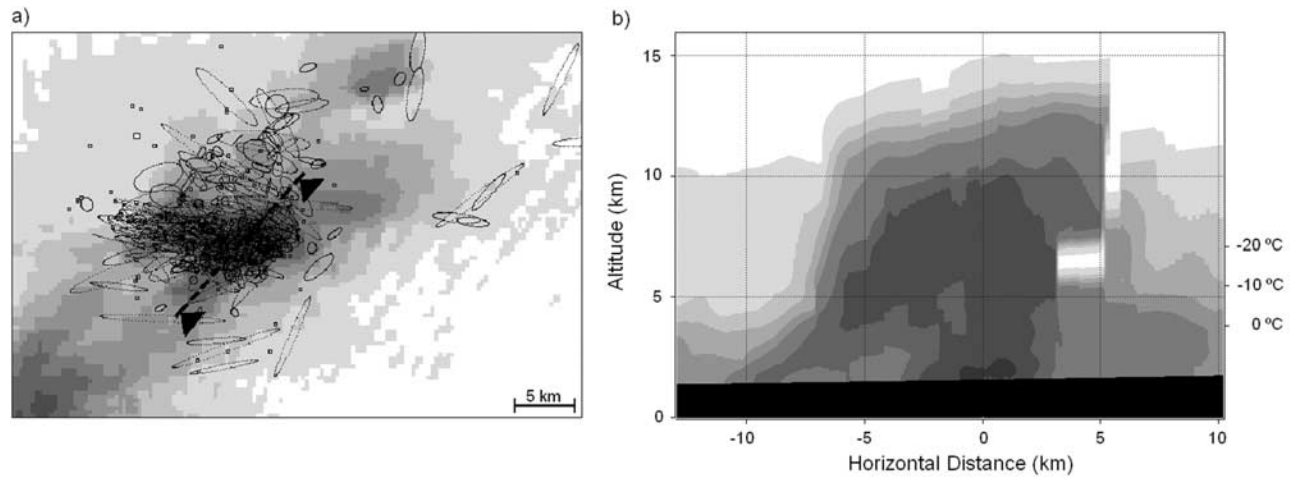 a)
5 km
b)
15
10
5
0
Altitude (km)
-20 ºC
-10 ºC
0 ºC
-10
-5
0
5
10
Horizontal Distance (km)